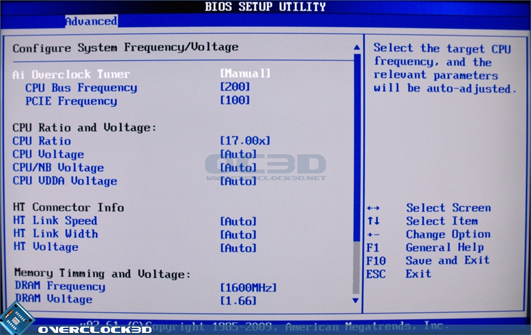 BIOS SETUP UTILITY
Advanced
Configure System Frequency/Voltage
Ai Overclock Tuner [Manual]
CPU Bus Frequency [200]
PCIE Frequency [100]
CPU Ratio and Voltage:
CPU Ratio [17.00x]
CPU Voltage [Auto]
CPU/NB Voltage [Auto]
CPU VDDA Voltage [Auto]
HT Connector Info
HT Link Speed [Auto]
HT Link Width [Auto]
HT Voltage [Auto]
Memory Timming and Voltage:
DRAM Frequency [1600MHz]
DRAM Voltage [1.66]
Select the target CPU
frequency, and the
relevant parameters
will be auto-adjusted.
Select Screen
Select Item
+- Change Option
F1 General Help
F10 Save and Exit
ESC Exit
OC3D
WWW.OVERCLOCK3D.NET
v02.61 (C)Copyright 1985-2009, American Megatrends, Inc.
OVERCLOCK3D